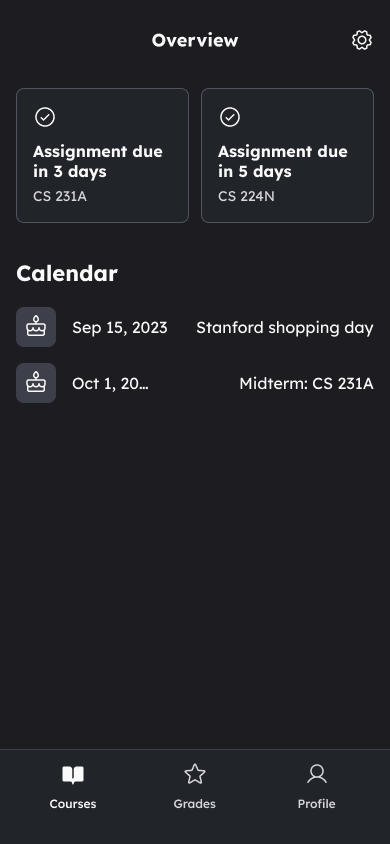 Overview
Assignment due
in 3 days
CS 231A
Assignment due
in 5 days
CS 224N
Calendar
Sep 15, 2023 Stanford shopping day
Oct 1, 20... Midterm: CS 231A
Courses Grades Profile